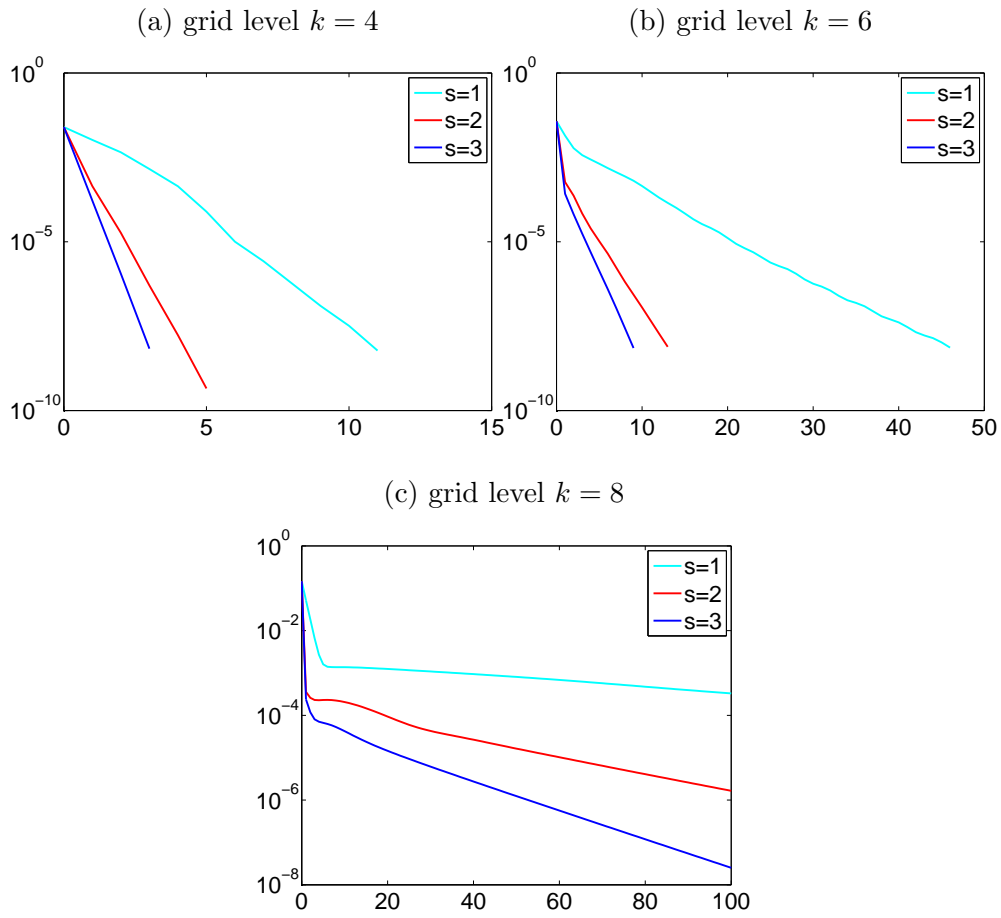 (a) grid level k = 4
10^0
s=1
s=2
s=3
10^-5
10^-10
0 5 10 15
(b) grid level k = 6
10^0
s=1
s=2
s=3
10^-5
10^-10
0 10 20 30 40 50
(c) grid level k = 8
10^0
s=1
s=2
s=3
10^-2
10^-4
10^-6
10^-8
0 20 40 60 80 100